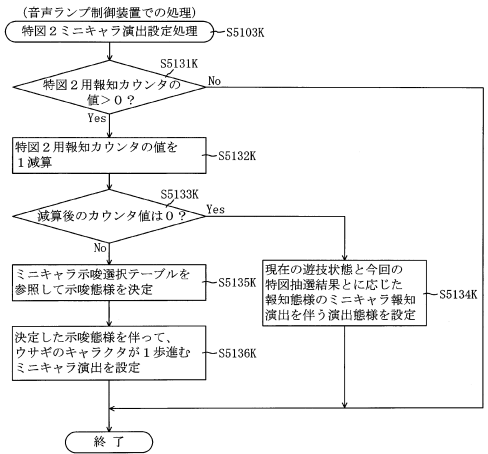 (音声ランプ制御装置での処理)
特図2ミニキャラ演出設定処理
S5103K
S5131K
特図2用報知カウンタの
値>0?
No
Yes
特図2用報知カウンタの値を
1減算
S5132K
S5133K
減算後のカウンタ値は0?
Yes
No
ミニキャラ示唆選択テーブルを
参照して示唆態様を決定
S5135K
現在の遊技状態と今回の
特図抽選結果とに応じた
報知態様のミニキャラ報知
演出を伴う演出態様を設定
S5134K
決定した示唆態様を伴って、
ウサギのキャラクタが1歩進む
ミニキャラ演出を設定
S5136K
終了